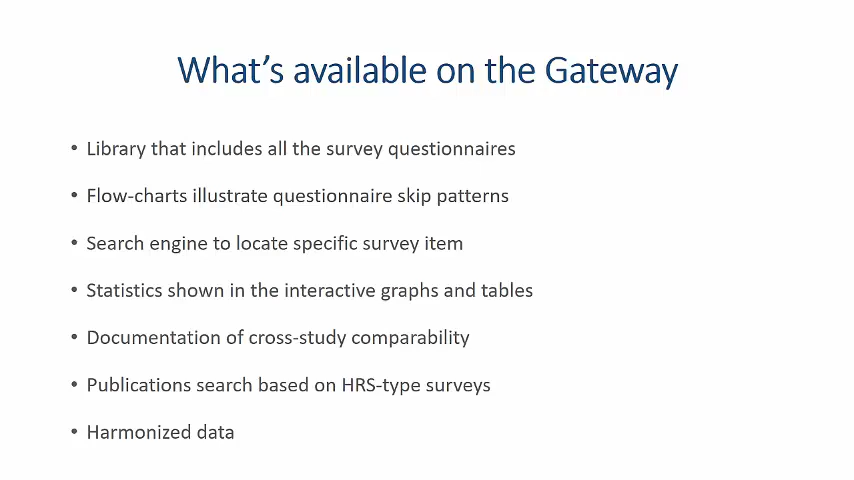 What’s available on the Gateway
• Library that includes all the survey questionnaires
• Flow-charts illustrate questionnaire skip patterns
• Search engine to locate specific survey item
• Statistics shown in the interactive graphs and tables
• Documentation of cross-study comparability
• Publications search based on HRS-type surveys
• Harmonized data